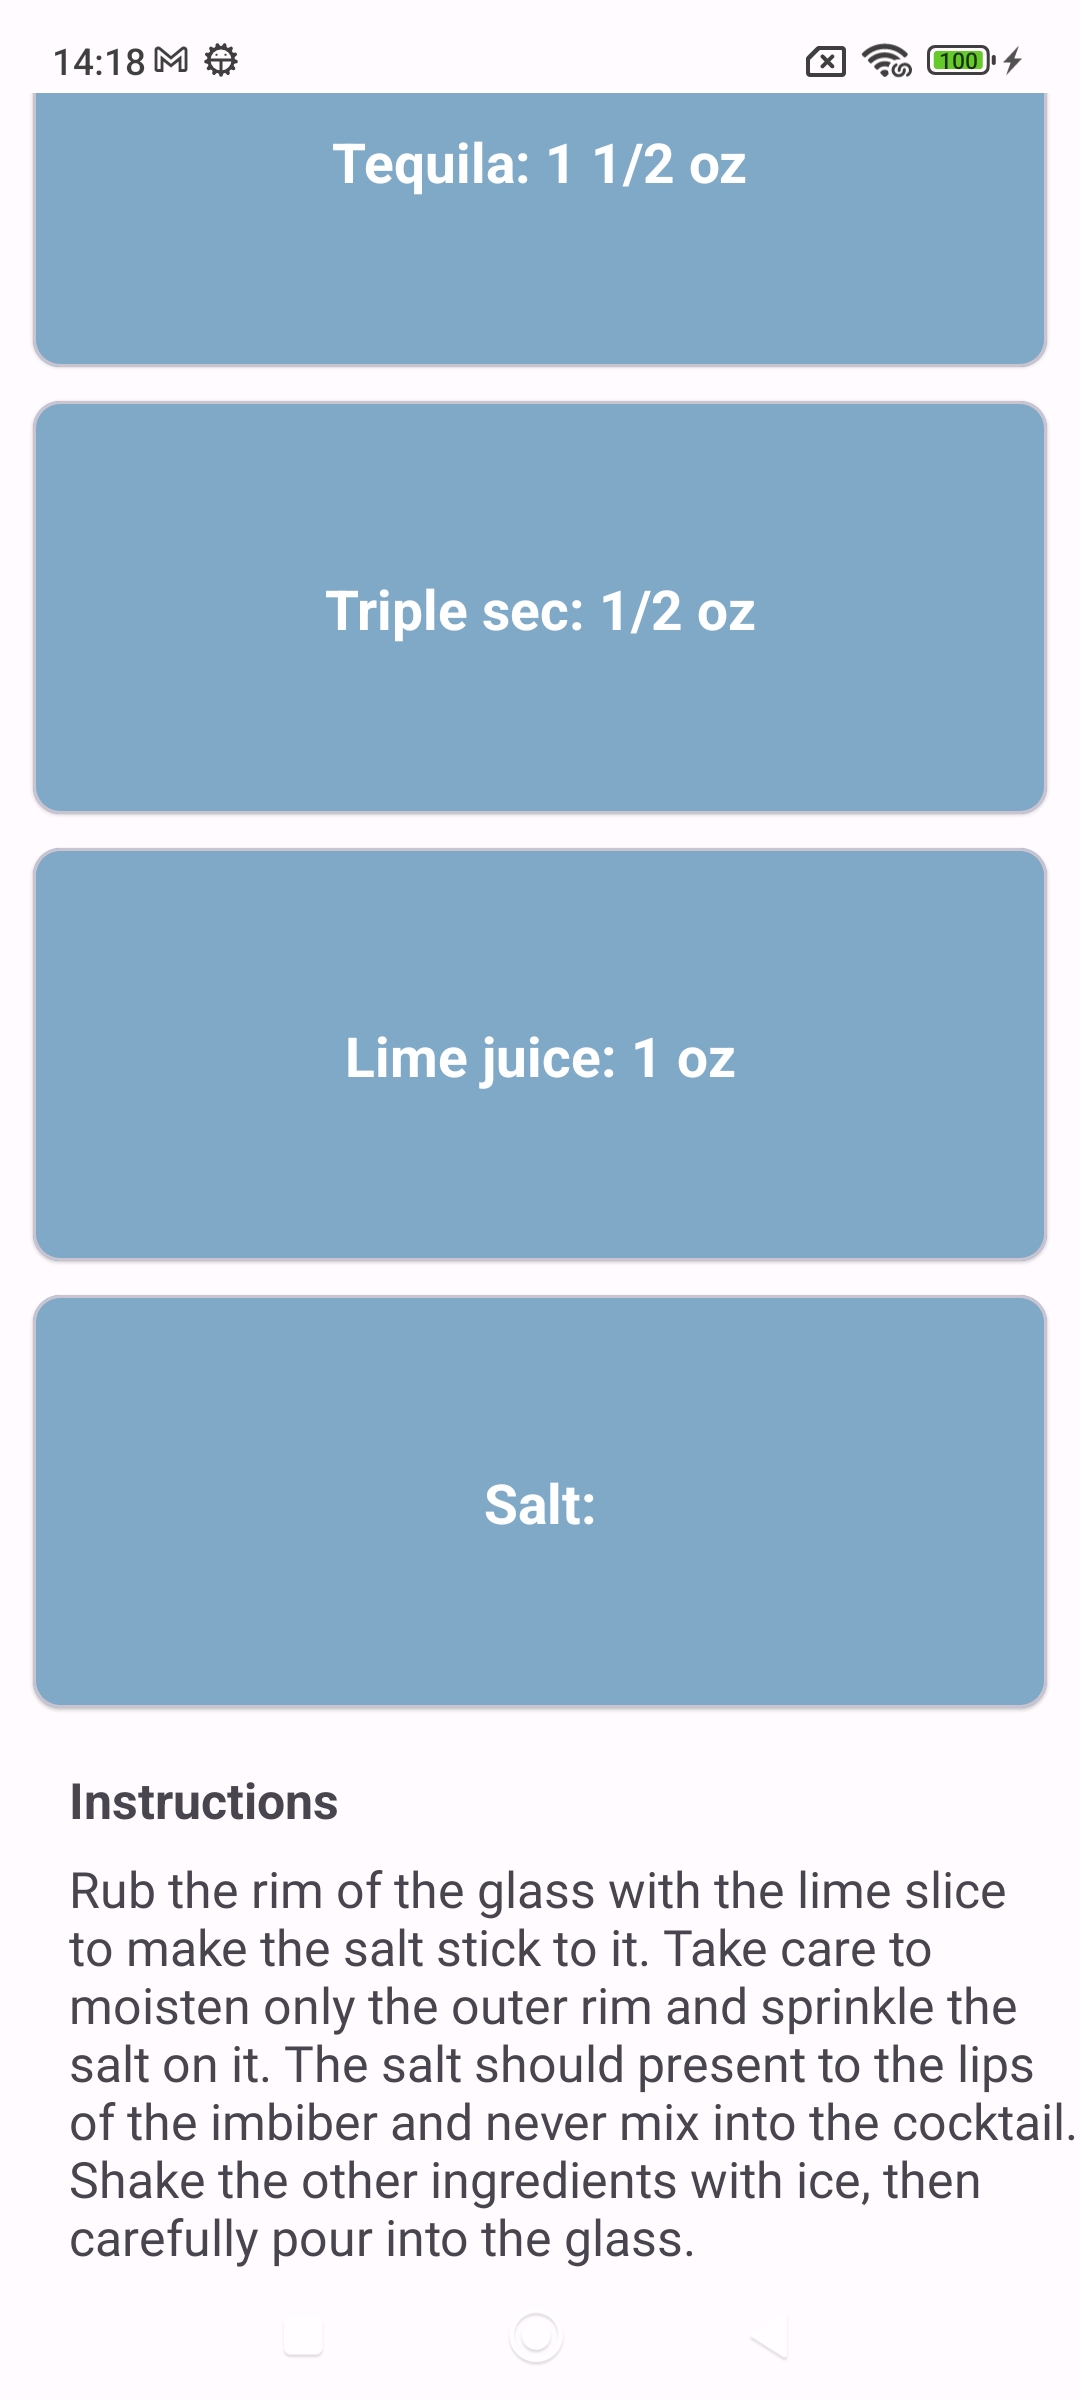 14:18
100
Tequila: 1 1/2 oz
Triple sec: 1/2 oz
Lime juice: 1 oz
Salt:
Instructions
Rub the rim of the glass with the lime slice
to make the salt stick to it. Take care to
moisten only the outer rim and sprinkle the
salt on it. The salt should present to the lips
of the imbiber and never mix into the cocktail.
Shake the other ingredients with ice, then
carefully pour into the glass.